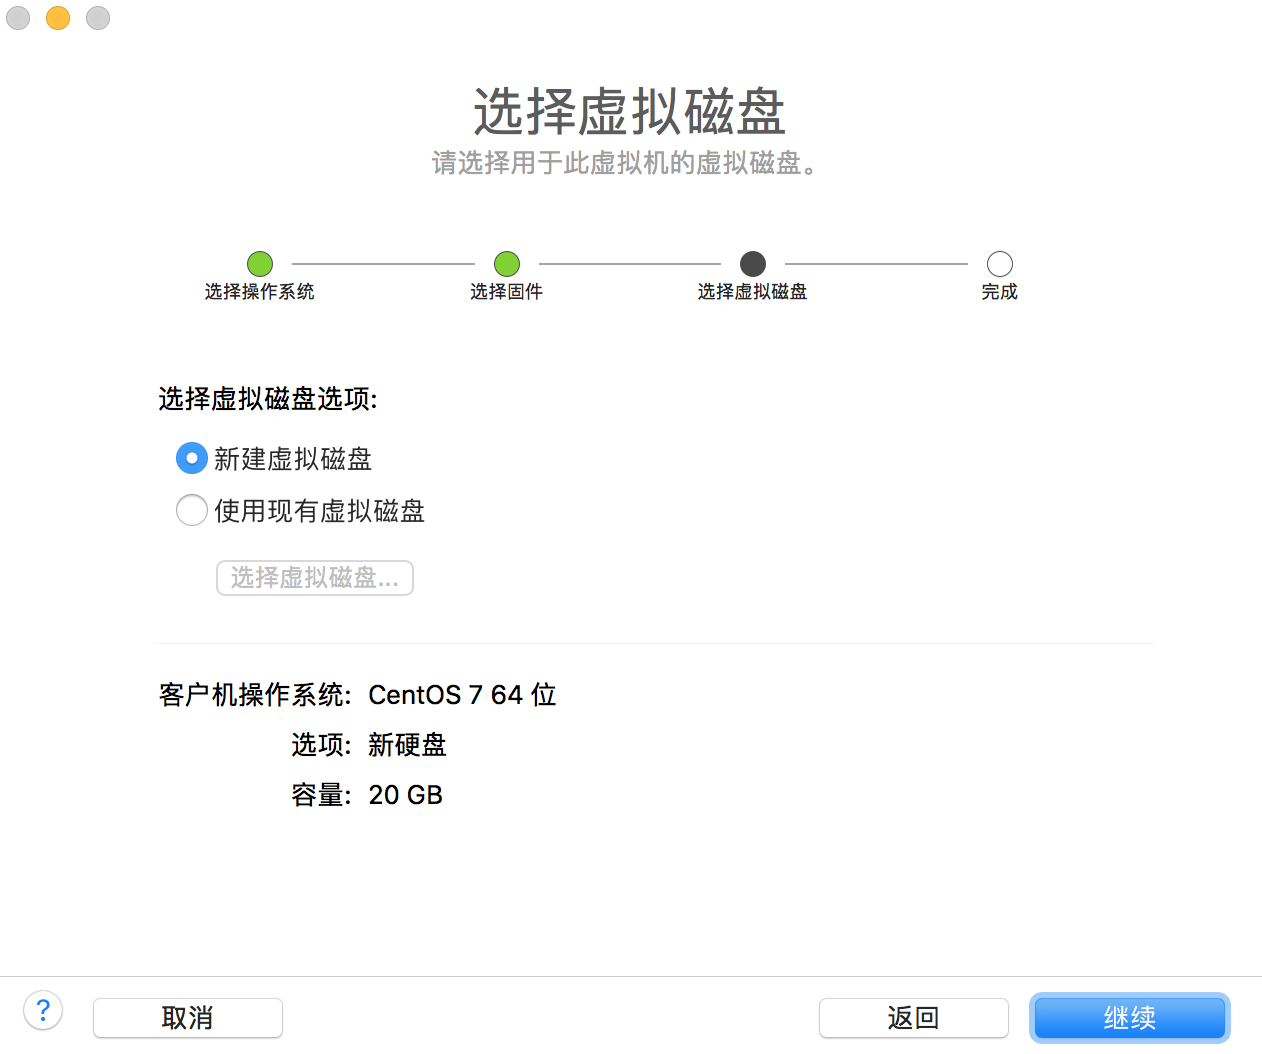 选择虚拟磁盘
请选择用于此虚拟机的虚拟磁盘。
选择操作系统
选择固件
选择虚拟磁盘
完成
选择虚拟磁盘选项:
新建虚拟磁盘
使用现有虚拟磁盘
选择虚拟磁盘...
客户机操作系统: CentOS 7 64 位
选项: 新硬盘
容量: 20 GB
?
取消
返回
继续